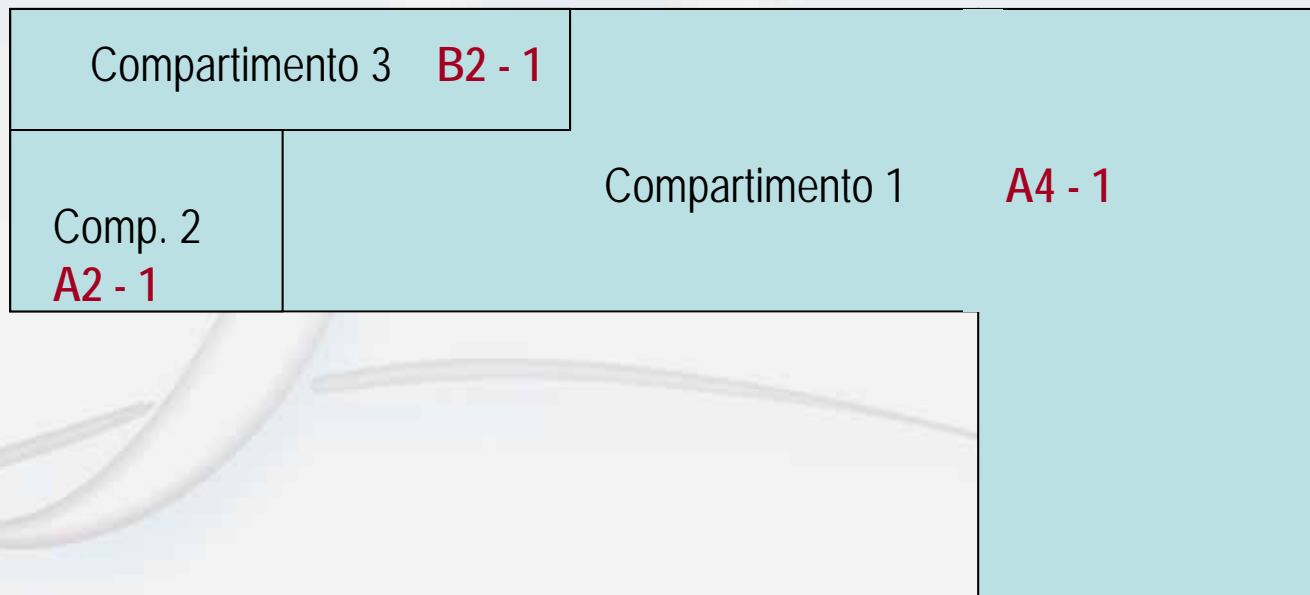 Compartimento 3 B2 - 1
Compartimento 1 A4 - 1
Comp. 2
A2 - 1